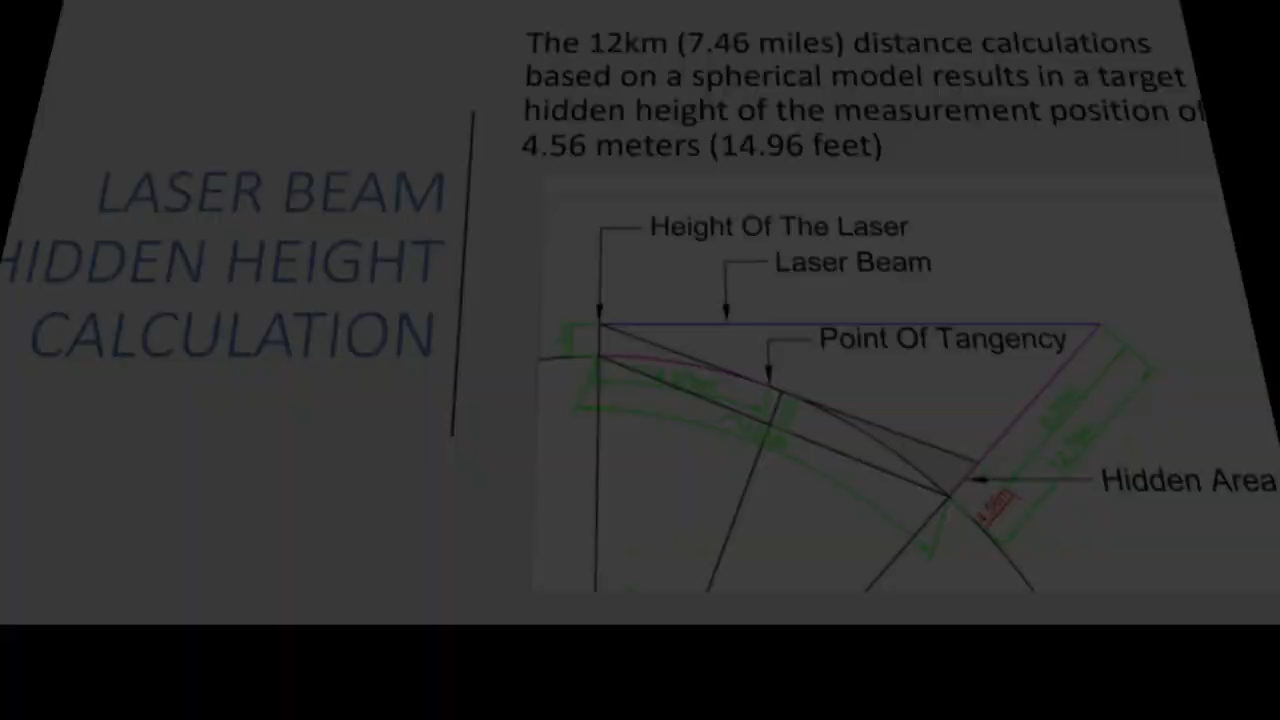 The 12km (7.46 miles) distance calculations
based on a spherical model results in a target
hidden height of the measurement position of
4.56 meters (14.96 feet)
LASER BEAM
HIDDEN HEIGHT
CALCULATION
Height Of The Laser
Laser Beam
Point Of Tangency
Hidden Area